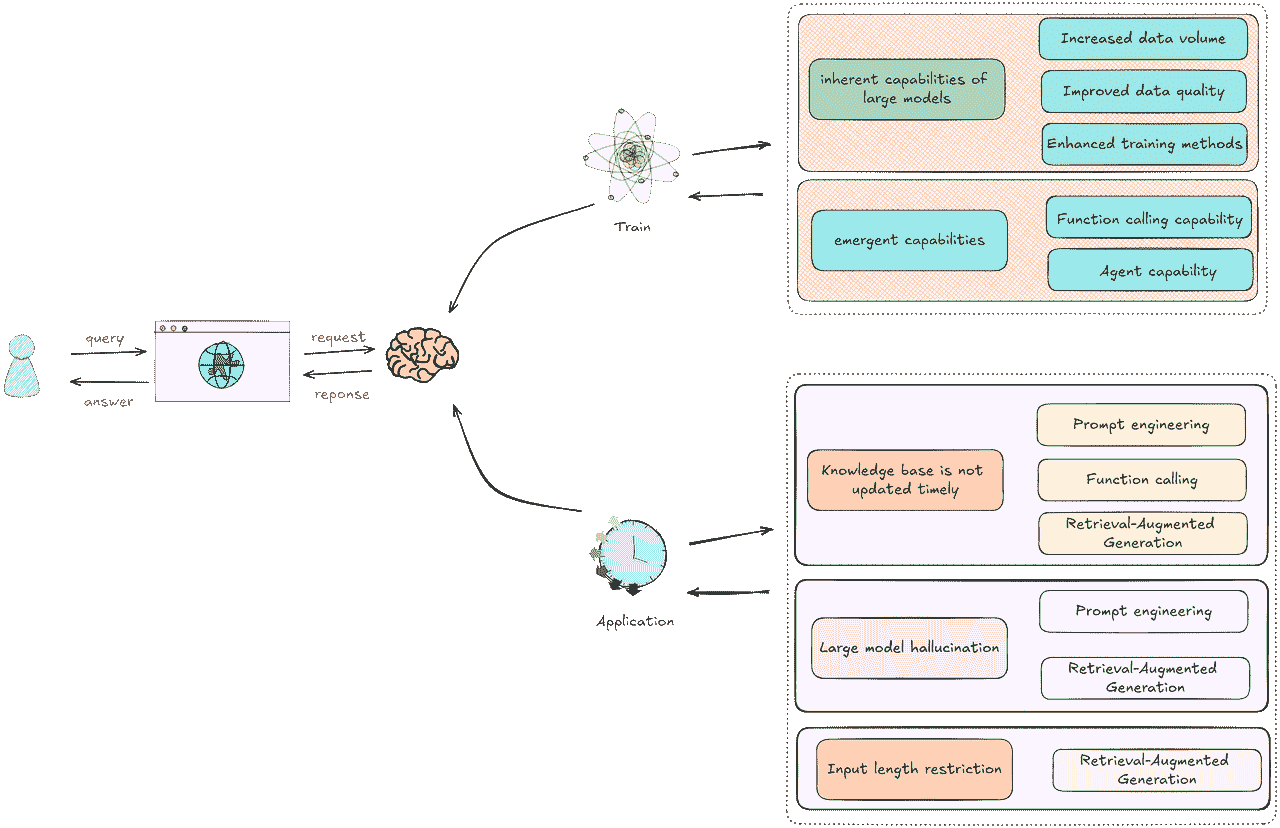 query
answer
request
reponse
Train
inherent capabilities of
large models
Increased data volume
Improved data quality
Enhanced training methods
emergent capabilities
Function calling capability
Agent capability
Application
Knowledge base is not
updated timely
Prompt engineering
Function calling
Retrieval-Augmented
Generation
Large model hallucination
Prompt engineering
Retrieval-Augmented
Generation
Input length restriction
Retrieval-Augmented
Generation